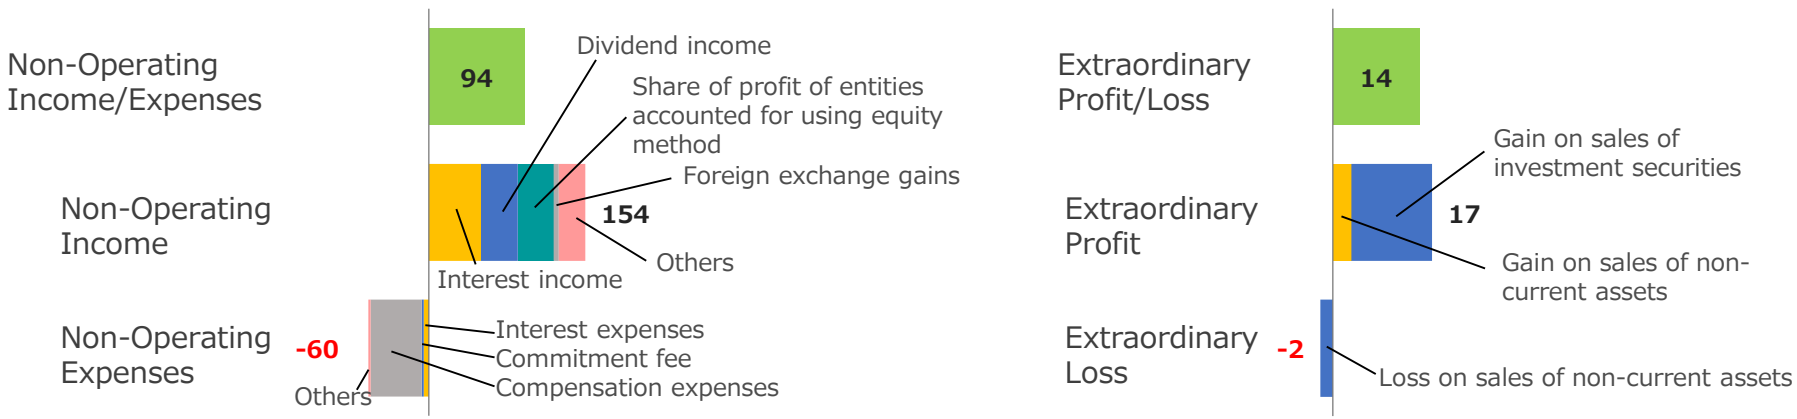 Non-Operating
Income/Expenses
94
Dividend income
Share of profit of entities
accounted for using equity
method
Foreign exchange gains
Non-Operating
Income
154
Others
Interest income
Non-Operating
Expenses
-60
Others
Interest expenses
Commitment fee
Compensation expenses
Extraordinary
Profit/Loss
14
Gain on sales of
investment securities
Extraordinary
Profit
17
Gain on sales of non-
current assets
Extraordinary
Loss
-2
Loss on sales of non-current assets